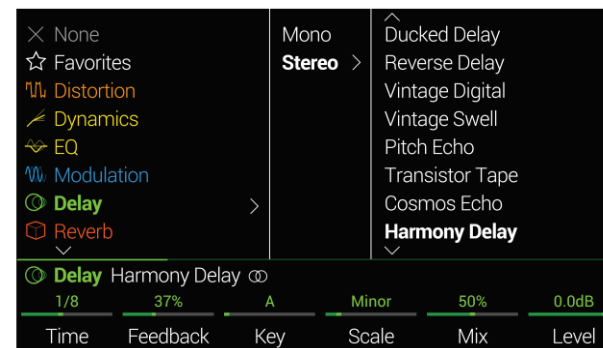 None
Favorites
Distortion
Dynamics
EQ
Modulation
Delay
Reverb
Mono
Stereo
Ducked Delay
Reverse Delay
Vintage Digital
Vintage Swell
Pitch Echo
Transistor Tape
Cosmos Echo
Harmony Delay
Delay Harmony Delay
1/8 37% A Minor 50% 0.0dB
Time Feedback Key Scale Mix Level